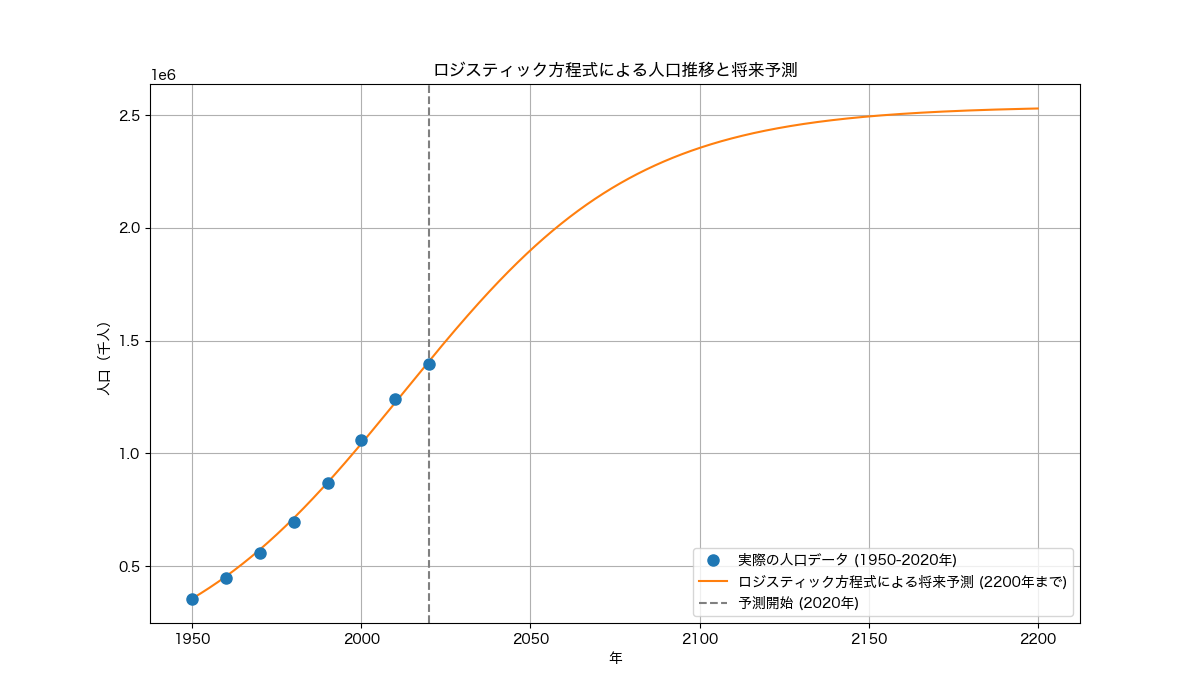 ロジスティック方程式による人口推移と将来予測
1e6
2.5
2.0
1.5
1.0
0.5
人口（千人）
1950
2000
2050
2100
2150
2200
年
実際の人口データ (1950-2020年)
ロジスティック方程式による将来予測 (2200年まで)
予測開始 (2020年)